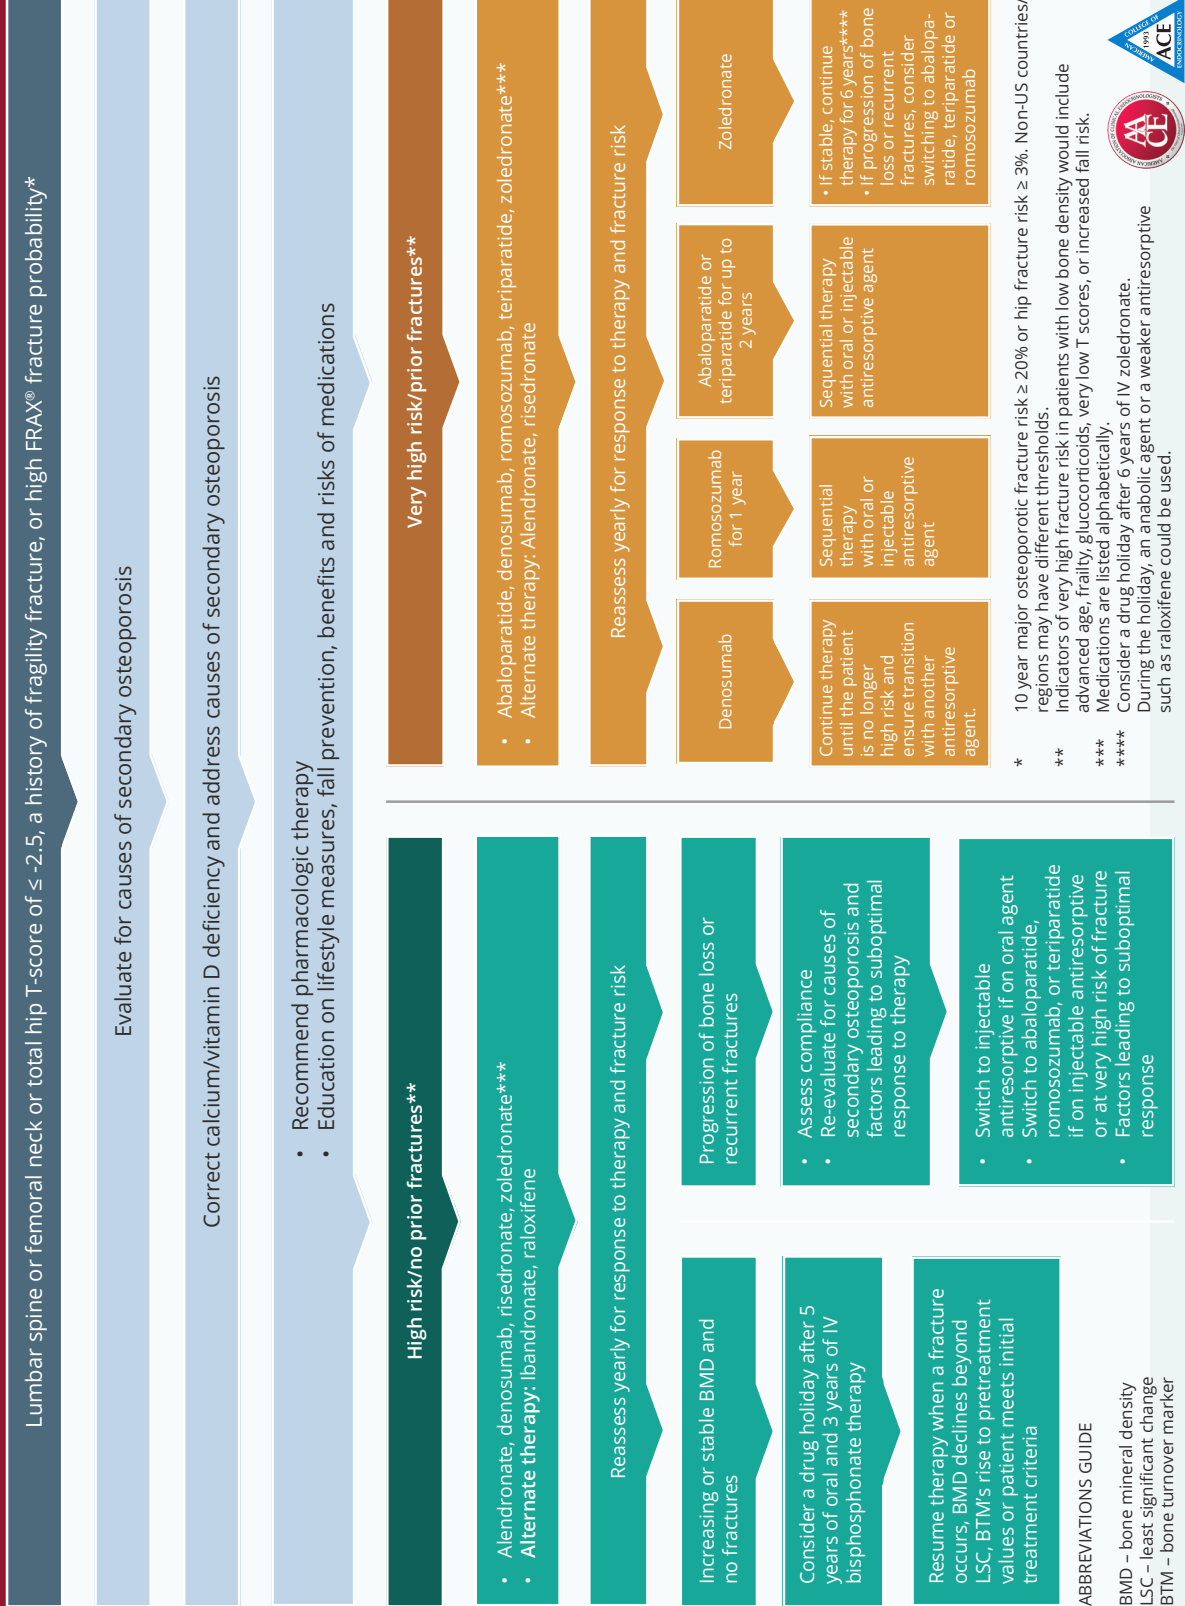 Lumbar spine or femoral neck or total hip T-score of ≤ -2.5, a history of fragility fracture, or high FRAX® fracture probability*
Evaluate for causes of secondary osteoporosis
Correct calcium/vitamin D deficiency and address causes of secondary osteoporosis
• Recommend pharmacologic therapy
• Education on lifestyle measures, fall prevention, benefits and risks of medications
High risk/no prior fractures**
• Alendronate, denosumab, risedronate, zoledronate***
• Alternate therapy: Ibandronate, raloxifene
Reassess yearly for response to therapy and fracture risk
Increasing or stable BMD and
no fractures
Consider a drug holiday after 5
years of oral and 3 years of IV
bisphosphonate therapy
Resume therapy when a fracture
occurs, BMD declines beyond
LSC, BTM's rise to pretreatment
values or patient meets initial
treatment criteria
Progression of bone loss or
recurrent fractures
• Assess compliance
• Re-evaluate for causes of
secondary osteoporosis and
factors leading to suboptimal
response to therapy
• Switch to injectable
antiresorptive if on oral agent
• Switch to abaloparatide,
romosozumab, or teriparatide
if on injectable antiresorptive
or at very high risk of fracture
• Factors leading to suboptimal
response
Very high risk/prior fractures**
• Abaloparatide, denosumab, romosozumab, teriparatide, zoledronate***
• Alternate therapy: Alendronate, risedronate
Reassess yearly for response to therapy and fracture risk
Denosumab
Continue therapy
until the patient
is no longer
high risk and
ensure transition
with another
antiresorptive
agent.
Romosozumab
for 1 year
Sequential
therapy
with oral or
injectable
antiresorptive
agent
Abaloparatide or
teriparatide for up to
2 years
Sequential therapy
with oral or injectable
antiresorptive agent
Zoledronate
• If stable, continue
therapy for 6 years****
• If progression of bone
loss or recurrent
fractures, consider
switching to abalopa-
ratide, teriparatide or
romosozumab
ABBREVIATIONS GUIDE
BMD – bone mineral density
LSC – least significant change
BTM – bone turnover marker
* 10 year major osteoporotic fracture risk ≥ 20% or hip fracture risk ≥ 3%. Non-US countries/
regions may have different thresholds.
** Indicators of very high fracture risk in patients with low bone density would include
advanced age, frailty, glucocorticoids, very low T scores, or increased fall risk.
*** Medications are listed alphabetically.
**** Consider a drug holiday after 6 years of IV zoledronate.
During the holiday, an anabolic agent or a weaker antiresorptive
such as raloxifene could be used.
AMERICAN ASSOCIATION OF CLINICAL ENDOCRINOLOGISTS
AACE
AMERICAN COLLEGE OF
1993
ACE
ENDOCRINOLOGY